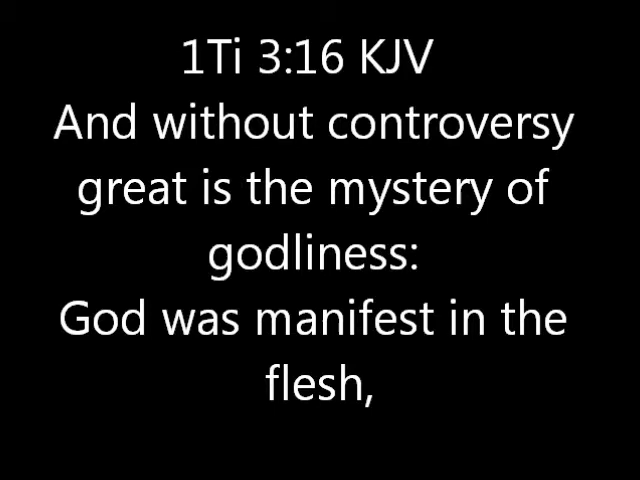 1Ti 3:16 KJV
And without controversy
great is the mystery of
godliness:
God was manifest in the
flesh,